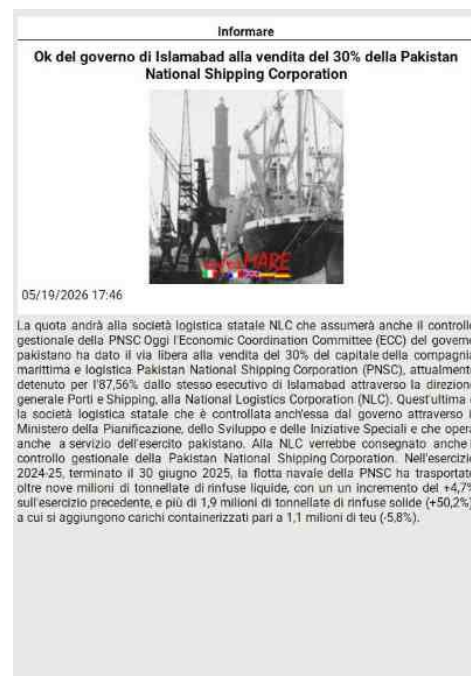 Informare
Ok del governo di Islamabad alla vendita del 30% della Pakistan
National Shipping Corporation
MARE
05/19/2026 17:46
La quota andrà alla società logistica statale NLC che assumerà anche il controllo
gestionale della PNSC Oggi l'Economic Coordination Committee (ECC) del governo
pakistano ha dato il via libera alla vendita del 30% del capitale della compagnia
marittima e logistica Pakistan National Shipping Corporation (PNSC), attualmente
detenuto per l'87,56% dallo stesso esecutivo di Islamabad attraverso la direzione
generale Porti e Shipping, alla National Logistics Corporation (NLC). Quest'ultima è
la società logistica statale che è controllata anch'essa dal governo attraverso il
Ministero della Pianificazione, dello Sviluppo e delle Iniziative Speciali e che opera
anche a servizio dell'esercito pakistano. Alla NLC verrebbe consegnato anche il
controllo gestionale della Pakistan National Shipping Corporation. Nell'esercizio
2024-25, terminato il 30 giugno 2025, la flotta navale della PNSC ha trasportato
oltre nove milioni di tonnellate di rinfuse liquide, con un un incremento del +4,7%
sull'esercizio precedente, e più di 1,9 milioni di tonnellate di rinfuse solide (+50,2%)
a cui si aggiungono carichi containerizzati pari a 1,1 milioni di teu (-5,8%).